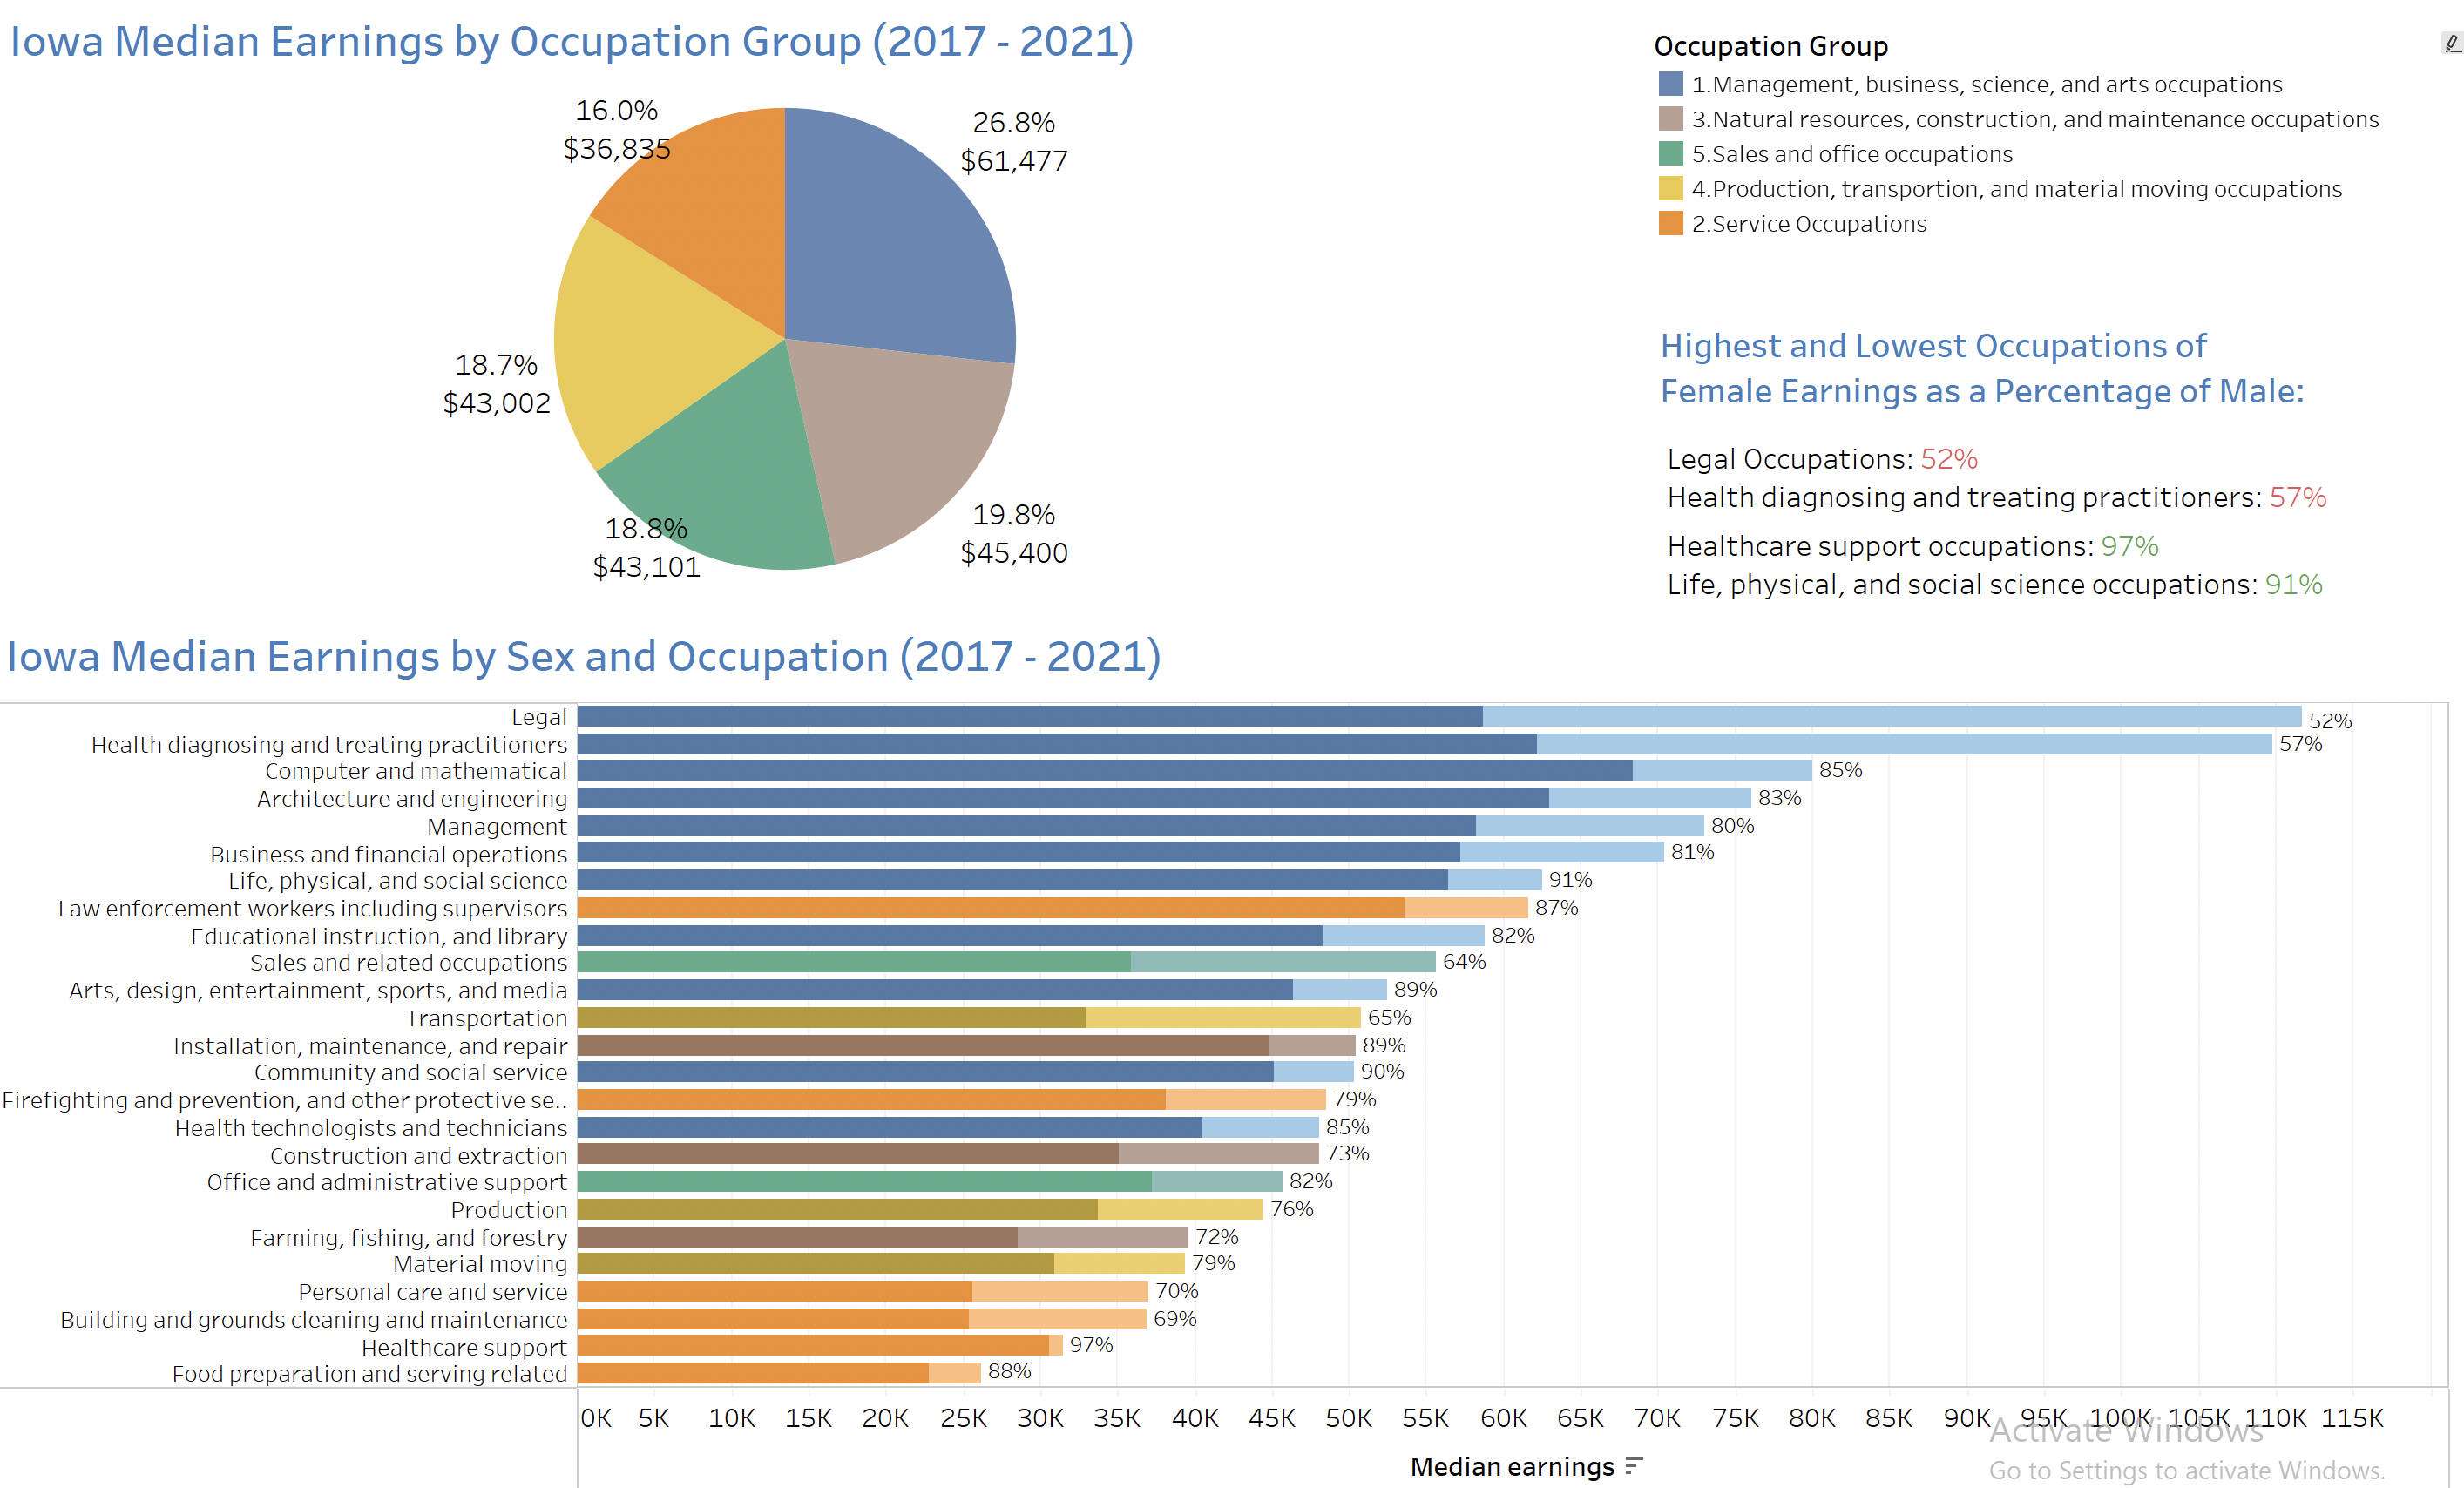 Iowa Median Earnings by Occupation Group (2017 - 2021)
16.0%
$36,835
26.8%
$61,477
18.7%
$43,002
18.8%
$43,101
19.8%
$45,400
Occupation Group
1.Management, business, science, and arts occupations
3.Natural resources, construction, and maintenance occupations
5.Sales and office occupations
4.Production, transportion, and material moving occupations
2.Service Occupations
Highest and Lowest Occupations of
Female Earnings as a Percentage of Male:
Legal Occupations: 52%
Health diagnosing and treating practitioners: 57%
Healthcare support occupations: 97%
Life, physical, and social science occupations: 91%
Iowa Median Earnings by Sex and Occupation (2017 - 2021)
Legal 52%
Health diagnosing and treating practitioners 57%
Computer and mathematical 85%
Architecture and engineering 83%
Management 80%
Business and financial operations 81%
Life, physical, and social science 91%
Law enforcement workers including supervisors 87%
Educational instruction, and library 82%
Sales and related occupations 64%
Arts, design, entertainment, sports, and media 89%
Transportation 65%
Installation, maintenance, and repair 89%
Community and social service 90%
Firefighting and prevention, and other protective se.. 79%
Health technologists and technicians 85%
Construction and extraction 73%
Office and administrative support 82%
Production 76%
Farming, fishing, and forestry 72%
Material moving 79%
Personal care and service 70%
Building and grounds cleaning and maintenance 69%
Healthcare support 97%
Food preparation and serving related 88%
0K 5K 10K 15K 20K 25K 30K 35K 40K 45K 50K 55K 60K 65K 70K 75K 80K 85K 90K 95K 100K 105K 110K 115K
Median earnings
Activate Windows
Go to Settings to activate Windows.